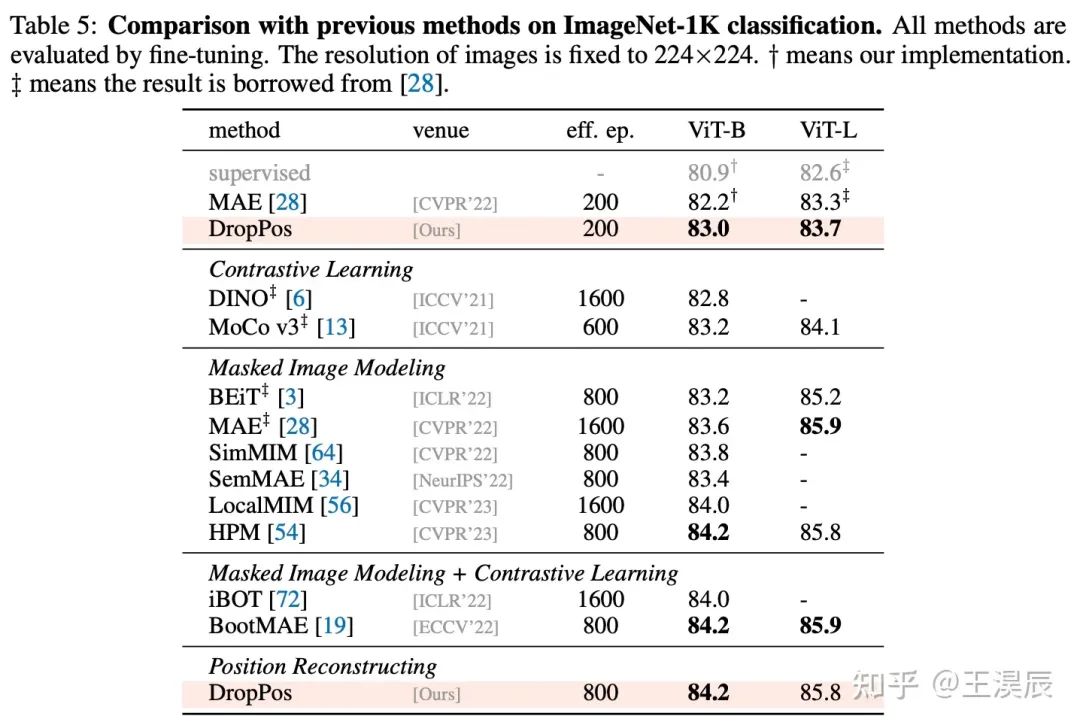 Table 5: Comparison with previous methods on ImageNet-1K classification. All methods are
evaluated by fine-tuning. The resolution of images is fixed to 224×224. † means our implementation.
‡ means the result is borrowed from [28].
method venue eff. ep. ViT-B ViT-L
supervised - 80.9† 82.6‡
MAE [28] [CVPR'22] 200 82.2† 83.3‡
DropPos [Ours] 200 83.0 83.7
Contrastive Learning
DINO‡ [6] [ICCV'21] 1600 82.8 -
MoCo v3‡ [13] [ICCV'21] 600 83.2 84.1
Masked Image Modeling
BEiT‡ [3] [ICLR'22] 800 83.2 85.2
MAE‡ [28] [CVPR'22] 1600 83.6 85.9
SimMIM [64] [CVPR'22] 800 83.8 -
SemMAE [34] [NeurIPS'22] 800 83.4 -
LocalMIM [56] [CVPR'23] 1600 84.0 -
HPM [54] [CVPR'23] 800 84.2 85.8
Masked Image Modeling + Contrastive Learning
iBOT [72] [ICLR'22] 1600 84.0 -
BootMAE [19] [ECCV'22] 800 84.2 85.9
Position Reconstructing
DropPos [Ours] 800 84.2 85.8
知乎 @王淏辰